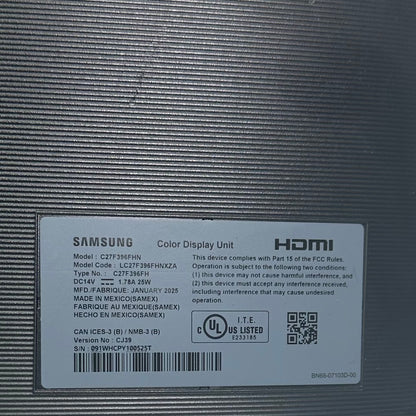 SAMSUNG Color Display Unit
Model : C27F396FHN
Model Code : LC27F396FHNXZA
Type No. : C27F396FH
DC14V 1.78A 25W
MFD./FABRIQUÉ: JANUARY 2025
MADE IN MEXICO(SAMEX)
FABRIQUÉ AU MEXIQUE(SAMEX)
HECHO EN MEXICO(SAMEX)
CAN ICES-3 (B) / NMB-3 (B)
Version No : CJ39
S/N : 091WHCPY100525T
HDMI
This device complies with Part 15 of the FCC Rules.
Operation is subject to the following two conditions:
(1) this device may not cause harmful interference, and
(2) this device must accept any interference received,
including interference that may cause
undesired operation.
C UL US LISTED
I.T.E.
E233185
BN68-07103D-00